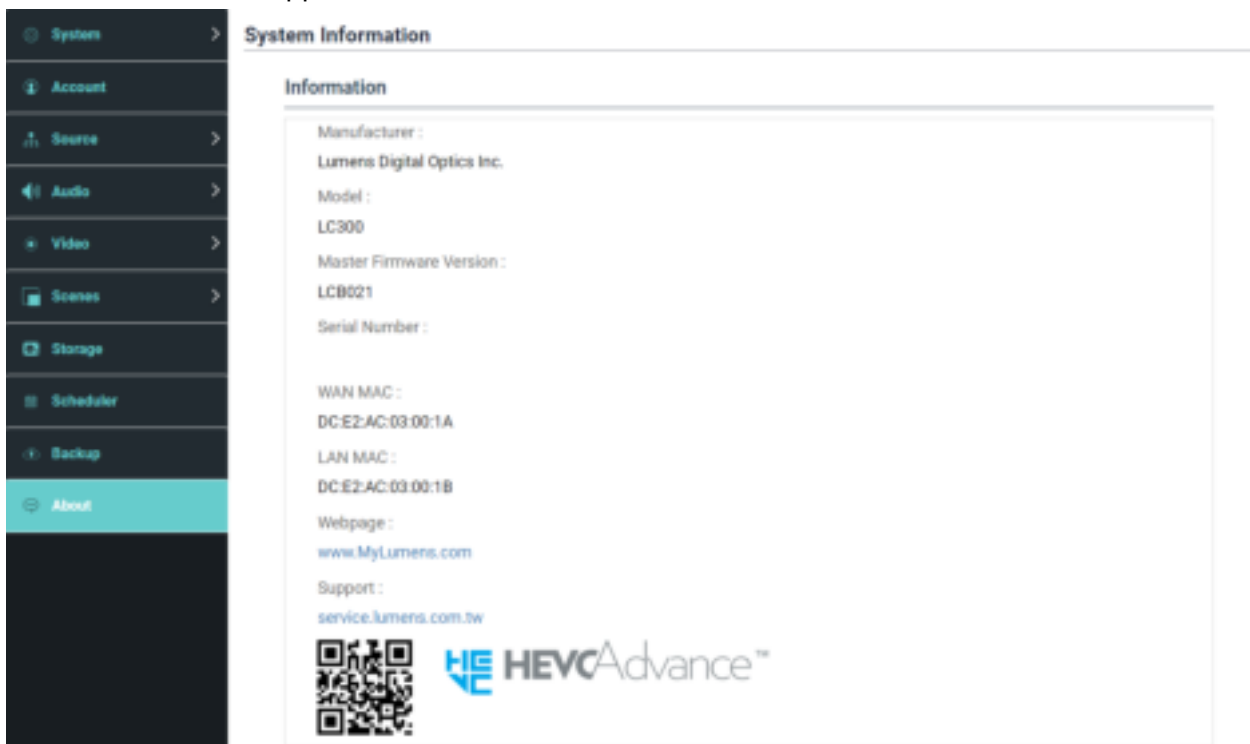 System
Account
Source
Audio
Video
Scenes
Storage
Scheduler
Backup
About
System Information
Information
Manufacturer :
Lumens Digital Optics Inc.
Model :
LC300
Master Firmware Version :
LCB021
Serial Number :
WAN MAC :
DC:E2:AC:03:00:1A
LAN MAC :
DC:E2:AC:03:00:1B
Webpage :
www.MyLumens.com
Support :
service.lumens.com.tw
HEVC HEVCAdvance™